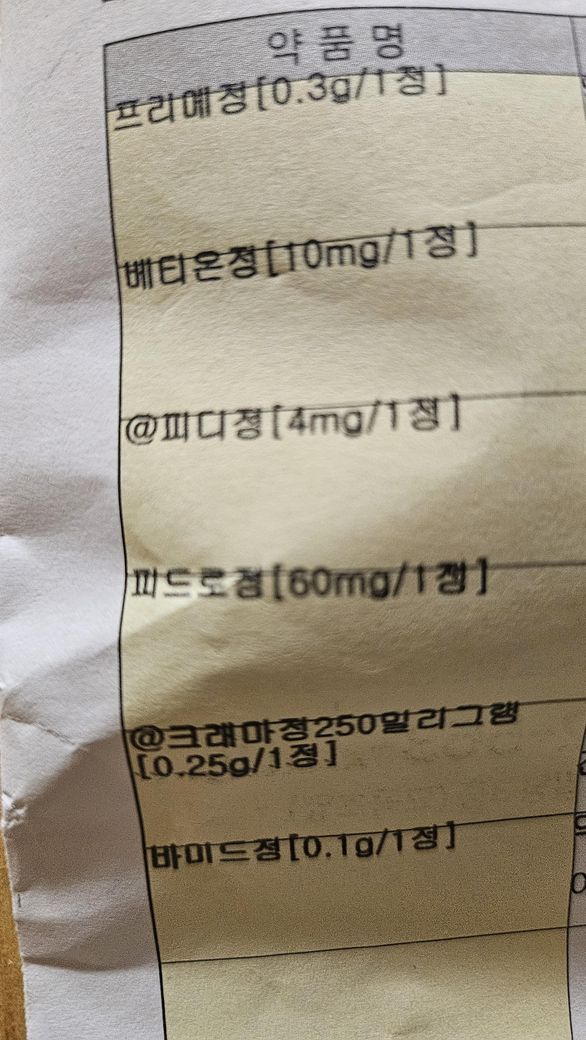 약 품 명
프리에정[0.3g/1정]
베티온정[10mg/1정]
@피디정[4mg/1정]
피드로정[60mg/1정]
@크래마정250밀리그램
[0.25g/1정]
바미드정[0.1g/1정]